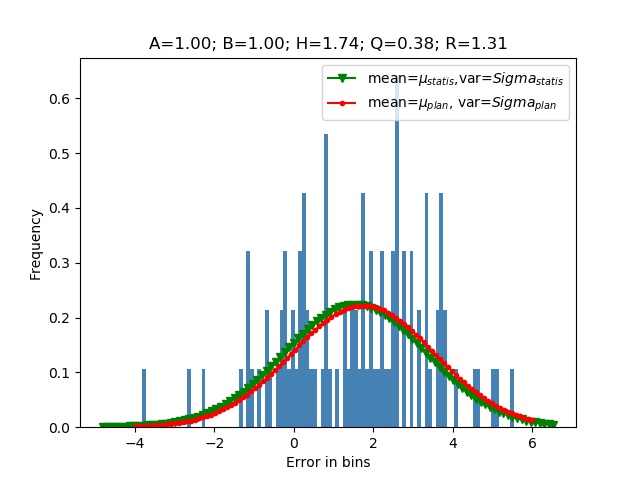 A=1.00; B=1.00; H=1.74; Q=0.38; R=1.31
mean=μstatis,var=Sigmastatis
mean=μplan, var=Sigmaplan
0.6
0.5
0.4
0.3
0.2
0.1
0.0
Frequency
−4 −2 0 2 4 6
Error in bins